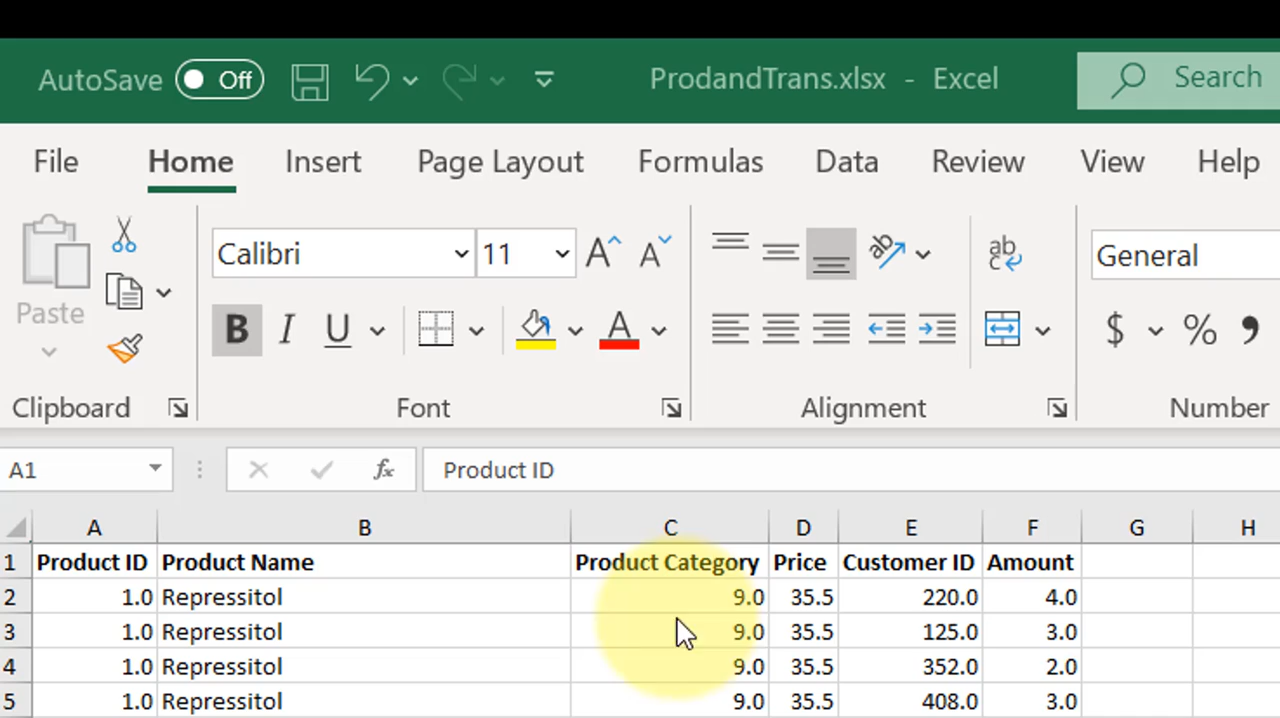 AutoSave Off ProdandTrans.xlsx - Excel Search
File Home Insert Page Layout Formulas Data Review View Help
Calibri 11 A A ab c General
Paste B I U A $ % ,
Clipboard Font Alignment Number
A1 fx Product ID
A B C D E F G H
1 Product ID Product Name Product Category Price Customer ID Amount
2 1.0 Repressitol 9.0 35.5 220.0 4.0
3 1.0 Repressitol 9.0 35.5 125.0 3.0
4 1.0 Repressitol 9.0 35.5 352.0 2.0
5 1.0 Repressitol 9.0 35.5 408.0 3.0